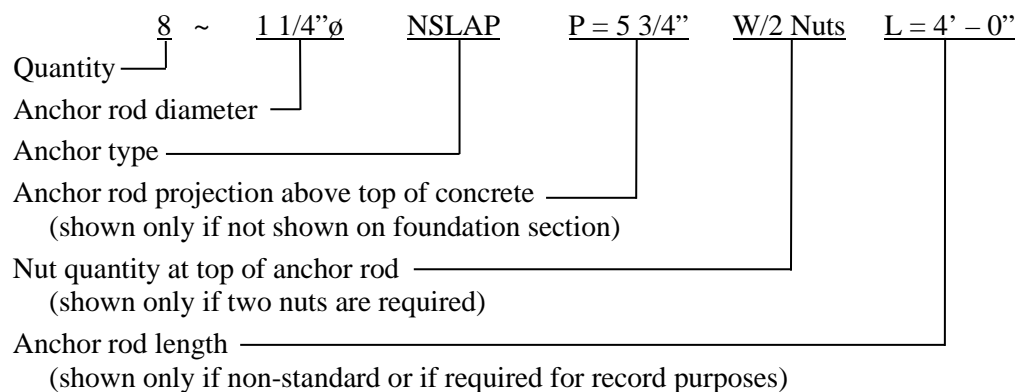 8 ~ 1 1/4”ø NSLAP P = 5 3/4” W/2 Nuts L = 4’ – 0”
Quantity
Anchor rod diameter
Anchor type
Anchor rod projection above top of concrete
(shown only if not shown on foundation section)
Nut quantity at top of anchor rod
(shown only if two nuts are required)
Anchor rod length
(shown only if non-standard or if required for record purposes)